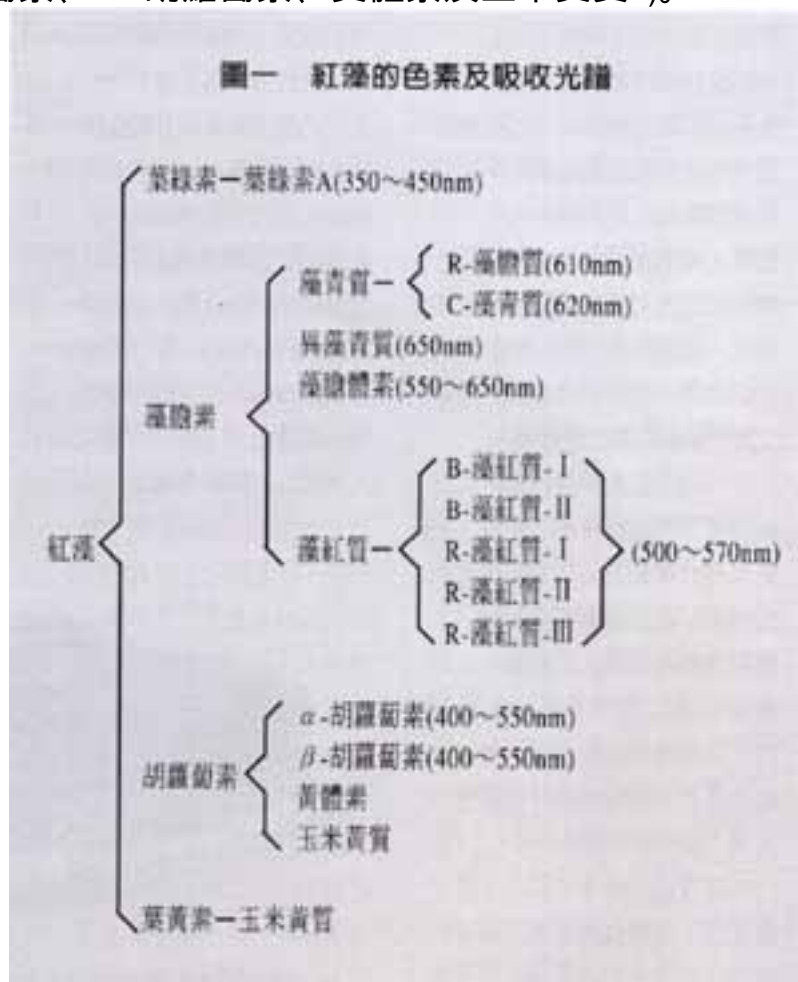 圖一 紅藻的色素及吸收光譜
葉綠素－葉綠素A(350～450nm)
藻青質－
R-藻膽質(610nm)
C-藻青質(620nm)
異藻青質(650nm)
藻膽體素(550～650nm)
藻膽素
B-藻紅質-I
B-藻紅質-II
紅藻
藻紅質－
R-藻紅質-I
(500～570nm)
R-藻紅質-II
R-藻紅質-III
α-胡蘿蔔素(400～550nm)
β-胡蘿蔔素(400～550nm)
胡蘿蔔素
黃體素
玉米黃質
葉黃素－玉米黃質